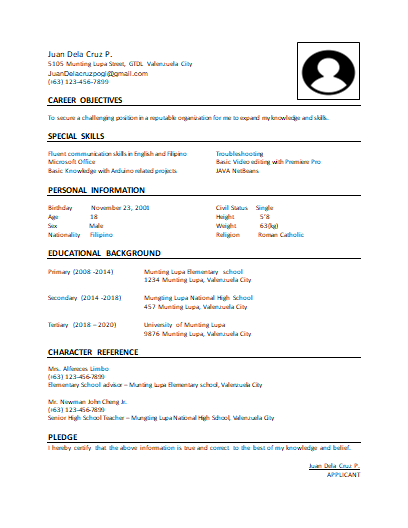 Juan Dela Cruz P.
5105 Munting Lupa Street, GTDL Valenzuela City
JuanDelacruzpogi@gmail.com
(+63) 123-456-7899
CAREER OBJECTIVES
To secure a challenging position in a reputable organization for me to expand my knowledge and skills.
SPECIAL SKILLS
Fluent communication skills in English and Filipino Troubleshooting
Microsoft Office Basic Video editing with Premiere Pro
Basic Knowledge with Arduino related projects JAVA NetBeans
PERSONAL INFORMATION
Birthday November 23, 2001 Civil Status Single
Age 18 Height 5'8
Sex Male Weight 63(kg)
Nationality Filipino Religion Roman Catholic
EDUCATIONAL BACKGROUND
Primary (2008 -2014) Munting Lupa Elementary school
1234 Munting Lupa, Valenzuela City
Secondary (2014 -2018) Mungting Lupa National High School
457 Munting Lupa, Valenzuela City
Tertiary (2018 – 2020) University of Munting Lupa
9876 Munting Lupa, Valenzuela City
CHARACTER REFERENCE
Mrs. Alfereces Limbo
(+63) 123-456-7899
Elementary School advisor – Munting Lupa Elementary school, Valenzuela City
Mr. Newman John Cheng Jr.
(+63) 123-456-7899
Senior High School Teacher – Mungting Lupa National High School, Valenzuela City
PLEDGE
I hereby certify that the above information is true and correct to the best of my knowledge and belief.
Juan Dela Cruz P.
APPLICANT